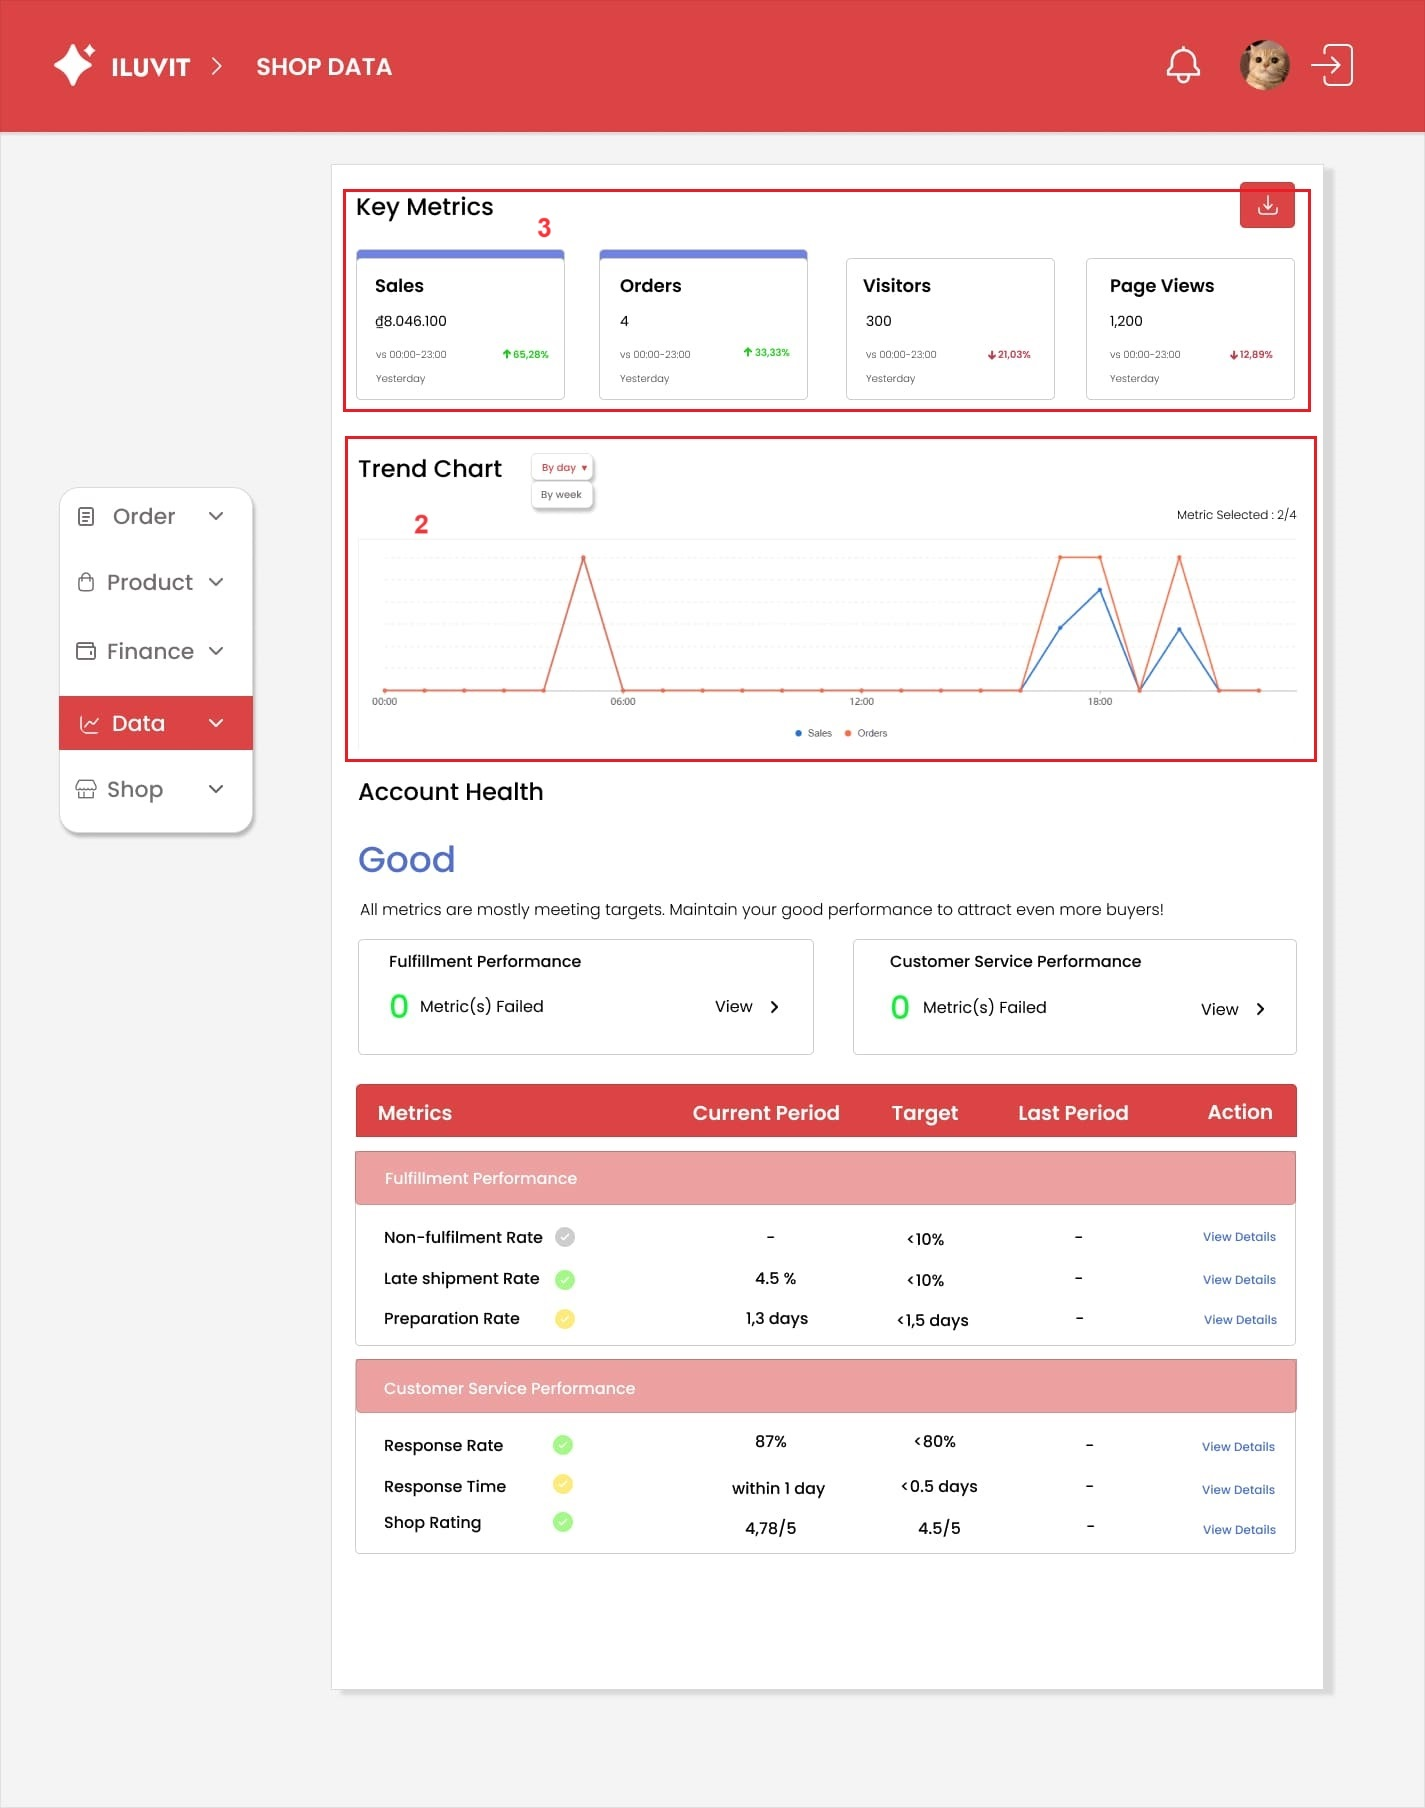 ILUVIT > SHOP DATA
Key Metrics
3
Sales
₫8.046.100
vs 00:00-23:00 ↑65,28%
Yesterday
Orders
4
vs 00:00-23:00 ↑33,33%
Yesterday
Visitors
300
vs 00:00-23:00 ↓21,03%
Yesterday
Page Views
1,200
vs 00:00-23:00 ↓12,89%
Yesterday
Trend Chart
By day ▾
By week
2
Metric Selected : 2/4
00:00 06:00 12:00 18:00
Sales Orders
Order
Product
Finance
Data
Shop
Account Health
Good
All metrics are mostly meeting targets. Maintain your good performance to attract even more buyers!
Fulfillment Performance
0 Metric(s) Failed View >
Customer Service Performance
0 Metric(s) Failed View >
Metrics Current Period Target Last Period Action
Fulfillment Performance
Non-fulfilment Rate - <10% - View Details
Late shipment Rate 4.5 % <10% - View Details
Preparation Rate 1,3 days <1,5 days - View Details
Customer Service Performance
Response Rate 87% <80% - View Details
Response Time within 1 day <0.5 days - View Details
Shop Rating 4,78/5 4.5/5 - View Details